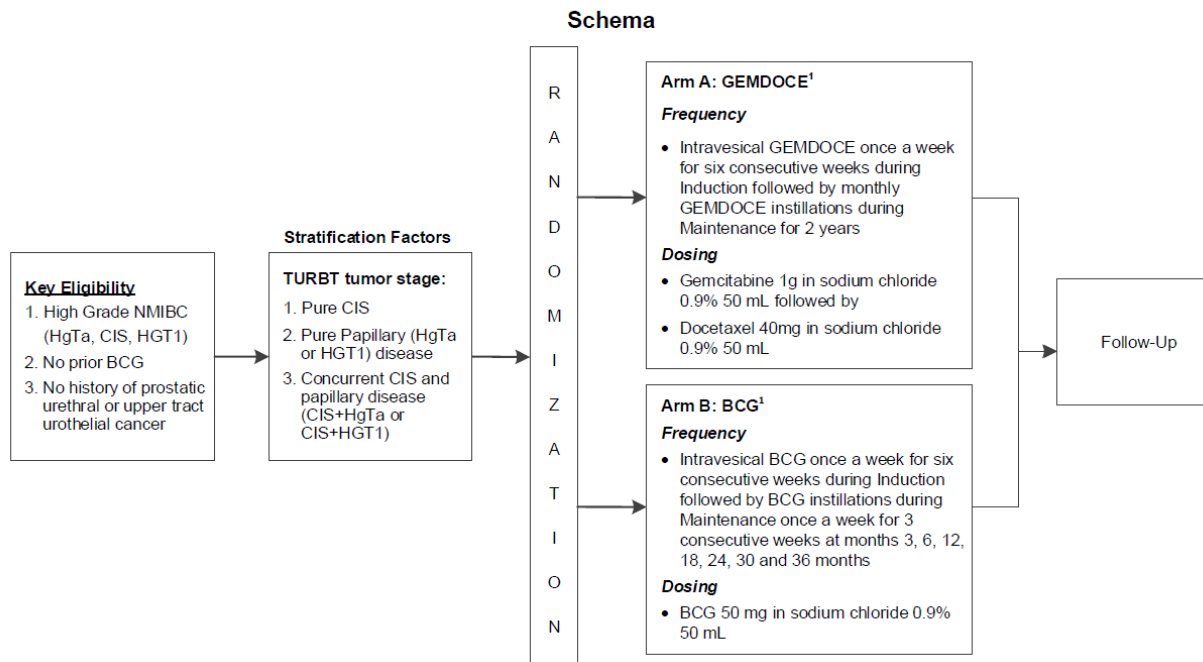 Schema
Key Eligibility
1. High Grade NMIBC
(HgTa, CIS, HGT1)
2. No prior BCG
3. No history of prostatic
urethral or upper tract
urothelial cancer
Stratification Factors
TURBT tumor stage:
1. Pure CIS
2. Pure Papillary (HgTa
or HGT1) disease
3. Concurrent CIS and
papillary disease
(CIS+HgTa or
CIS+HGT1)
R
A
N
D
O
M
I
Z
A
T
I
O
N
Arm A: GEMDOCE¹
Frequency
• Intravesical GEMDOCE once a week
for six consecutive weeks during
Induction followed by monthly
GEMDOCE instillations during
Maintenance for 2 years
Dosing
• Gemcitabine 1g in sodium chloride
0.9% 50 mL followed by
• Docetaxel 40mg in sodium chloride
0.9% 50 mL
Arm B: BCG¹
Frequency
• Intravesical BCG once a week for six
consecutive weeks during Induction
followed by BCG instillations during
Maintenance once a week for 3
consecutive weeks at months 3, 6, 12,
18, 24, 30 and 36 months
Dosing
• BCG 50 mg in sodium chloride 0.9%
50 mL
Follow-Up